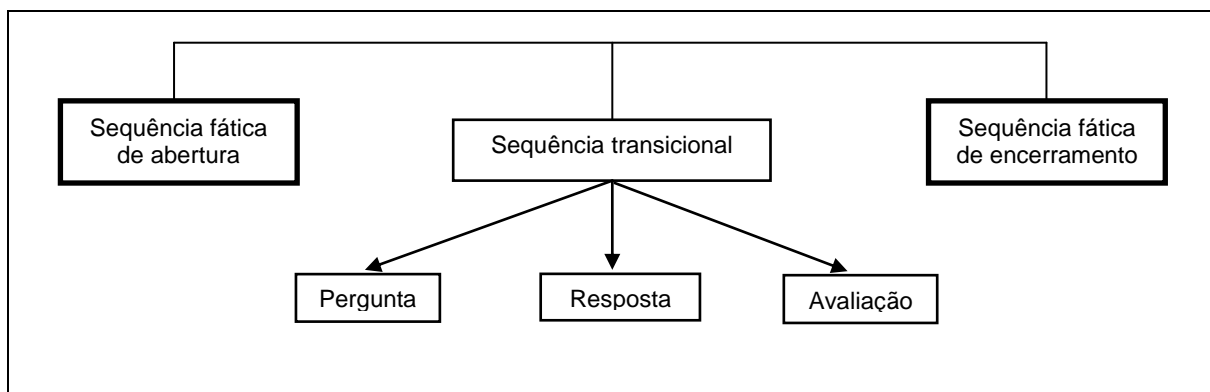 Sequência fática
de abertura
Sequência transicional
Sequência fática
de encerramento
Pergunta
Resposta
Avaliação